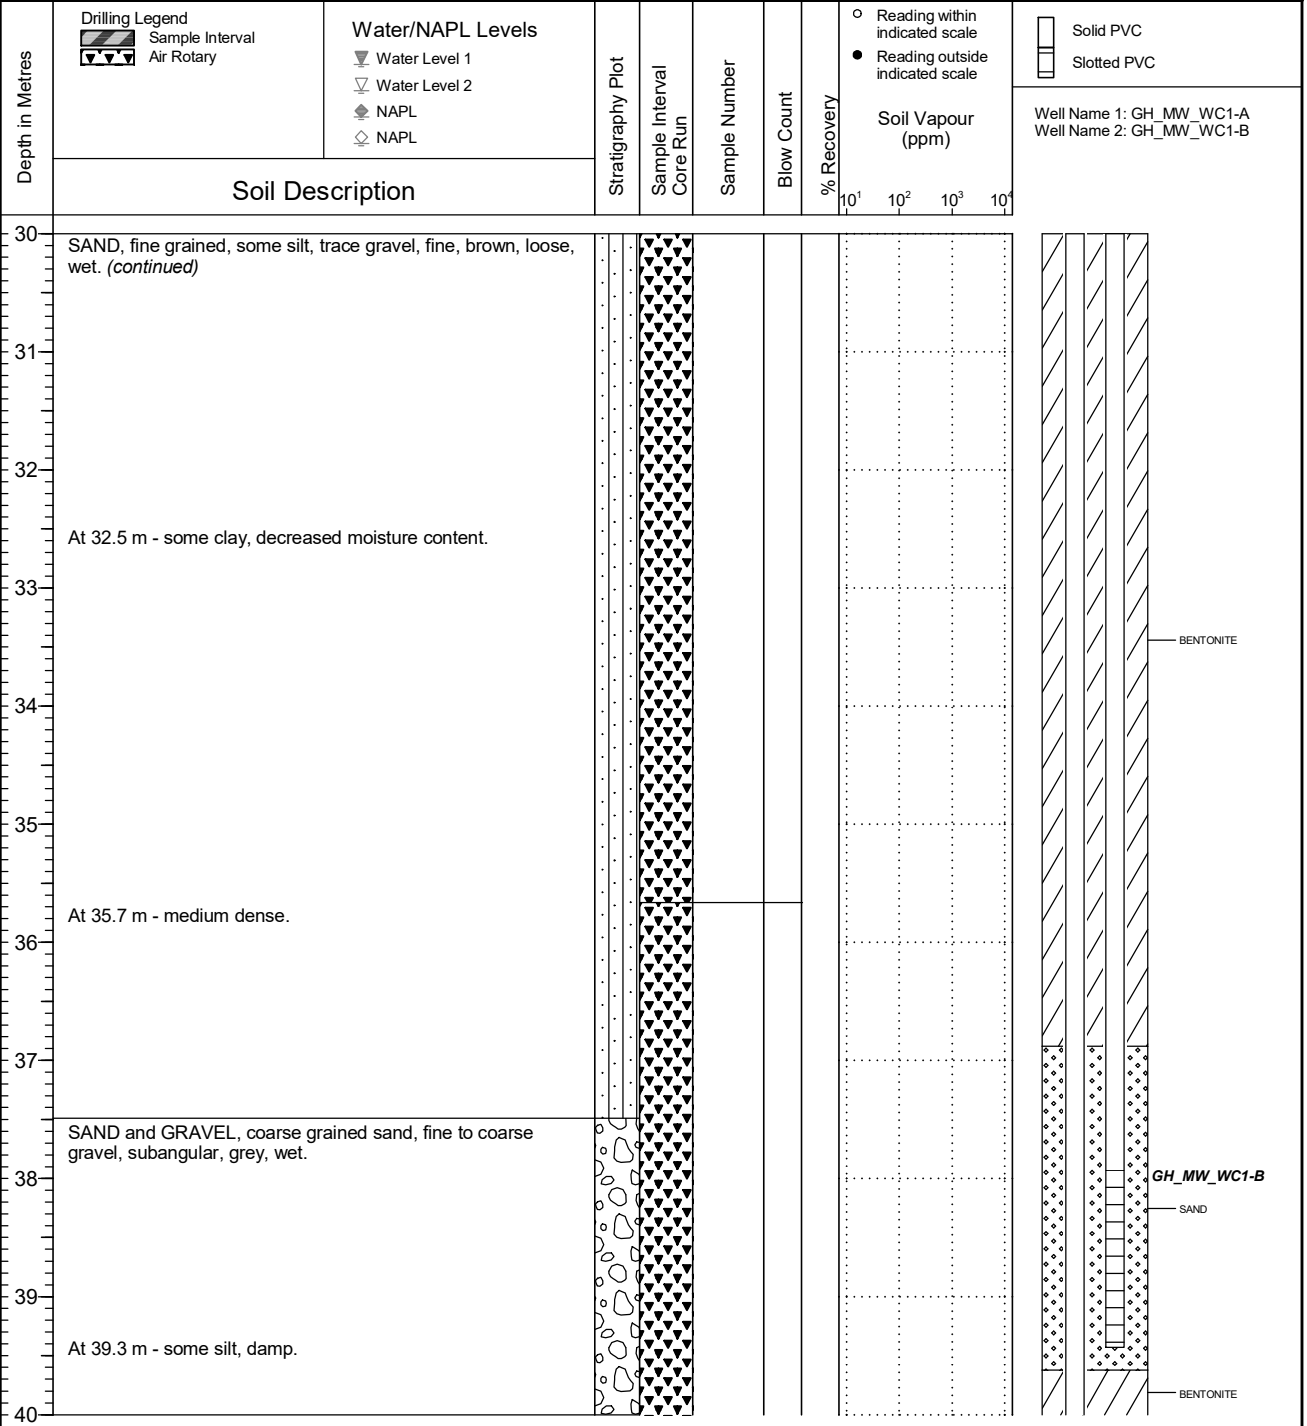 Depth in Metres
Drilling Legend
Sample Interval
Air Rotary
Water/NAPL Levels
Water Level 1
Water Level 2
NAPL
NAPL
Soil Description
Stratigraphy Plot
Sample Interval
Core Run
Sample Number
Blow Count
% Recovery
Reading within
indicated scale
Reading outside
indicated scale
Soil Vapour
(ppm)
10¹ 10² 10³ 10⁴
Solid PVC
Slotted PVC
Well Name 1: GH_MW_WC1-A
Well Name 2: GH_MW_WC1-B
30
SAND, fine grained, some silt, trace gravel, fine, brown, loose,
wet. (continued)
31
32
At 32.5 m - some clay, decreased moisture content.
33
BENTONITE
34
35
At 35.7 m - medium dense.
36
37
SAND and GRAVEL, coarse grained sand, fine to coarse
gravel, subangular, grey, wet.
38
GH_MW_WC1-B
SAND
39
At 39.3 m - some silt, damp.
BENTONITE
40